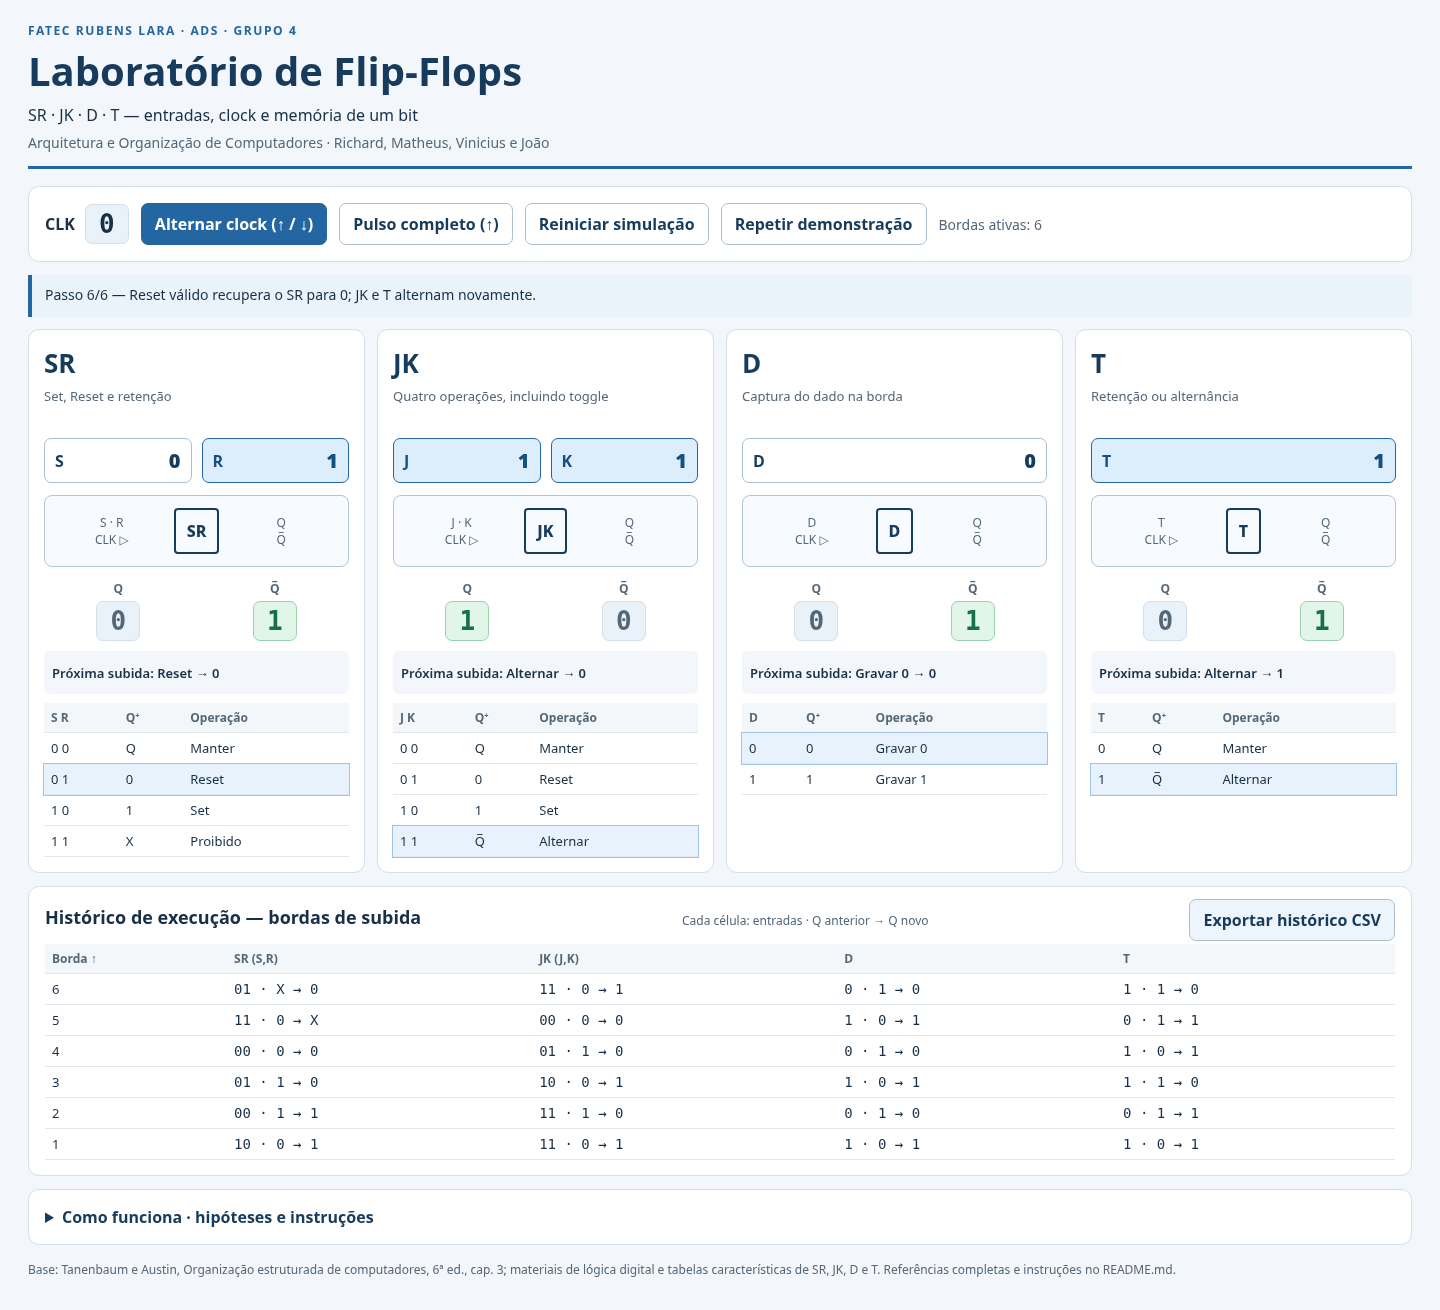 FATEC RUBENS LARA · ADS · GRUPO 4
Laboratório de Flip-Flops
SR · JK · D · T — entradas, clock e memória de um bit
Arquitetura e Organização de Computadores · Richard, Matheus, Vinicius e João
CLK 0 Alternar clock (↑ / ↓) Pulso completo (↑) Reiniciar simulação Repetir demonstração Bordas ativas: 6
Passo 6/6 — Reset válido recupera o SR para 0; JK e T alternam novamente.
SR
Set, Reset e retenção
S 0 R 1
S · R
CLK ▷
SR
Q
Q̄
Q Q̄
0 1
Próxima subida: Reset → 0
S R Q⁺ Operação
0 0 Q Manter
0 1 0 Reset
1 0 1 Set
1 1 X Proibido
JK
Quatro operações, incluindo toggle
J 1 K 1
J · K
CLK ▷
JK
Q
Q̄
Q Q̄
1 0
Próxima subida: Alternar → 0
J K Q⁺ Operação
0 0 Q Manter
0 1 0 Reset
1 0 1 Set
1 1 Q̄ Alternar
D
Captura do dado na borda
D 0
D
CLK ▷
D
Q
Q̄
Q Q̄
0 1
Próxima subida: Gravar 0 → 0
D Q⁺ Operação
0 0 Gravar 0
1 1 Gravar 1
T
Retenção ou alternância
T 1
T
CLK ▷
T
Q
Q̄
Q Q̄
0 1
Próxima subida: Alternar → 1
T Q⁺ Operação
0 Q Manter
1 Q̄ Alternar
Histórico de execução — bordas de subida Cada célula: entradas · Q anterior → Q novo Exportar histórico CSV
Borda ↑ SR (S,R) JK (J,K) D T
6 01 · X → 0 11 · 0 → 1 0 · 1 → 0 1 · 1 → 0
5 11 · 0 → X 00 · 0 → 0 1 · 0 → 1 0 · 1 → 1
4 00 · 0 → 0 01 · 1 → 0 0 · 1 → 0 1 · 0 → 1
3 01 · 1 → 0 10 · 0 → 1 1 · 0 → 1 1 · 1 → 0
2 00 · 1 → 1 11 · 1 → 0 0 · 1 → 0 0 · 1 → 1
1 10 · 0 → 1 11 · 0 → 1 1 · 0 → 1 1 · 0 → 1
▶ Como funciona · hipóteses e instruções
Base: Tanenbaum e Austin, Organização estruturada de computadores, 6ª ed., cap. 3; materiais de lógica digital e tabelas características de SR, JK, D e T. Referências completas e instruções no README.md.